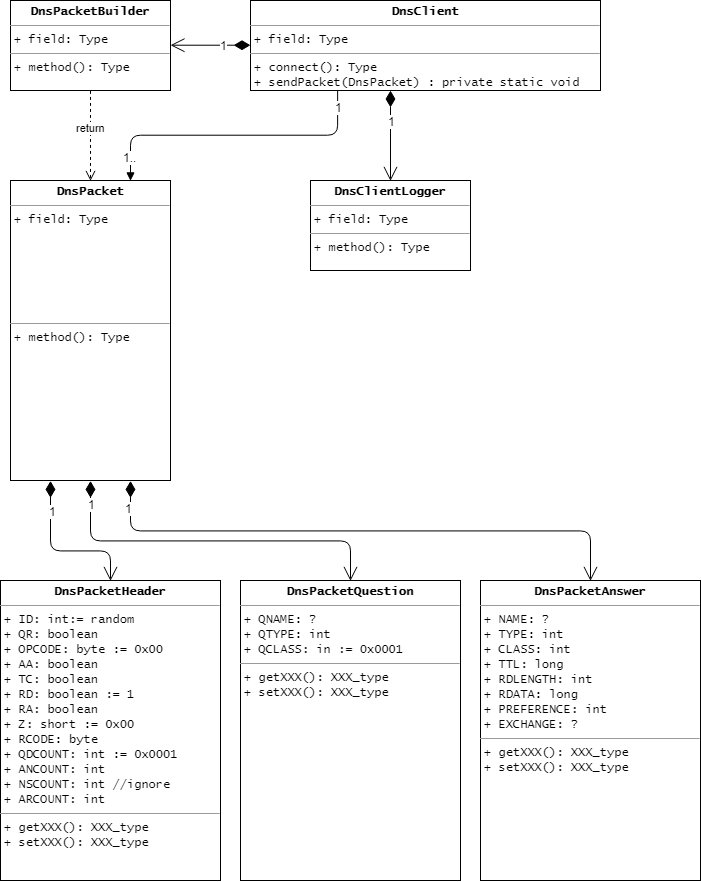 DnsPacketBuilder
+ field: Type
+ method(): Type
DnsClient
+ field: Type
+ connect(): Type
+ sendPacket(DnsPacket) : private static void
1
return
1
1..
1
DnsPacket
+ field: Type
+ method(): Type
DnsClientLogger
+ field: Type
+ method(): Type
1
1
1
DnsPacketHeader
+ ID: int:= random
+ QR: boolean
+ OPCODE: byte := 0x00
+ AA: boolean
+ TC: boolean
+ RD: boolean := 1
+ RA: boolean
+ Z: short := 0x00
+ RCODE: byte
+ QDCOUNT: int := 0x0001
+ ANCOUNT: int
+ NSCOUNT: int //ignore
+ ARCOUNT: int
+ getXXX(): XXX_type
+ setXXX(): XXX_type
DnsPacketQuestion
+ QNAME: ?
+ QTYPE: int
+ QCLASS: in := 0x0001
+ getXXX(): XXX_type
+ setXXX(): XXX_type
DnsPacketAnswer
+ NAME: ?
+ TYPE: int
+ CLASS: int
+ TTL: long
+ RDLENGTH: int
+ RDATA: long
+ PREFERENCE: int
+ EXCHANGE: ?
+ getXXX(): XXX_type
+ setXXX(): XXX_type